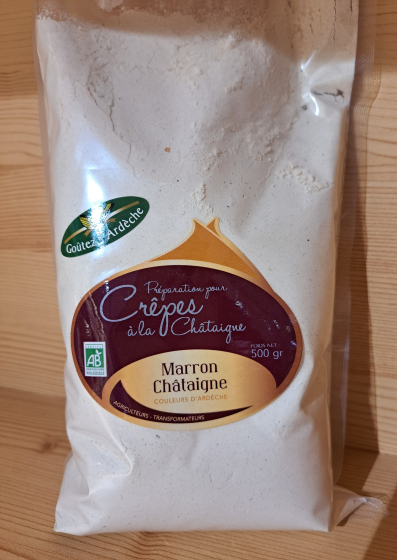 Goûtez l'Ardèche
Préparation pour
Crêpes
à la Châtaigne
POIDS NET
500 gr
AB
Marron
Châtaigne
COULEURS D'ARDÈCHE
AGRICULTEURS - TRANSFORMATEURS